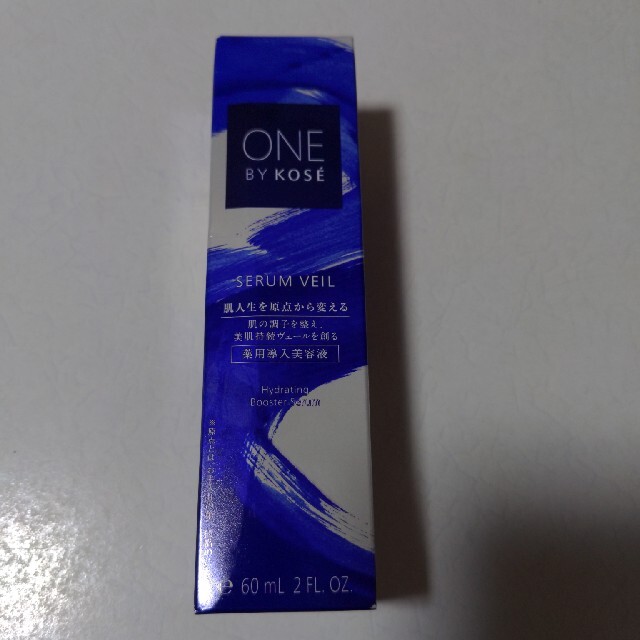 ONE
BY KOSÉ
SERUM VEIL
肌人生を原点から変える
肌の調子を整え、
美肌持続ヴェールを創る
薬用導入美容液
Hydrating
Booster Serum
e 60 mL 2 FL. OZ.